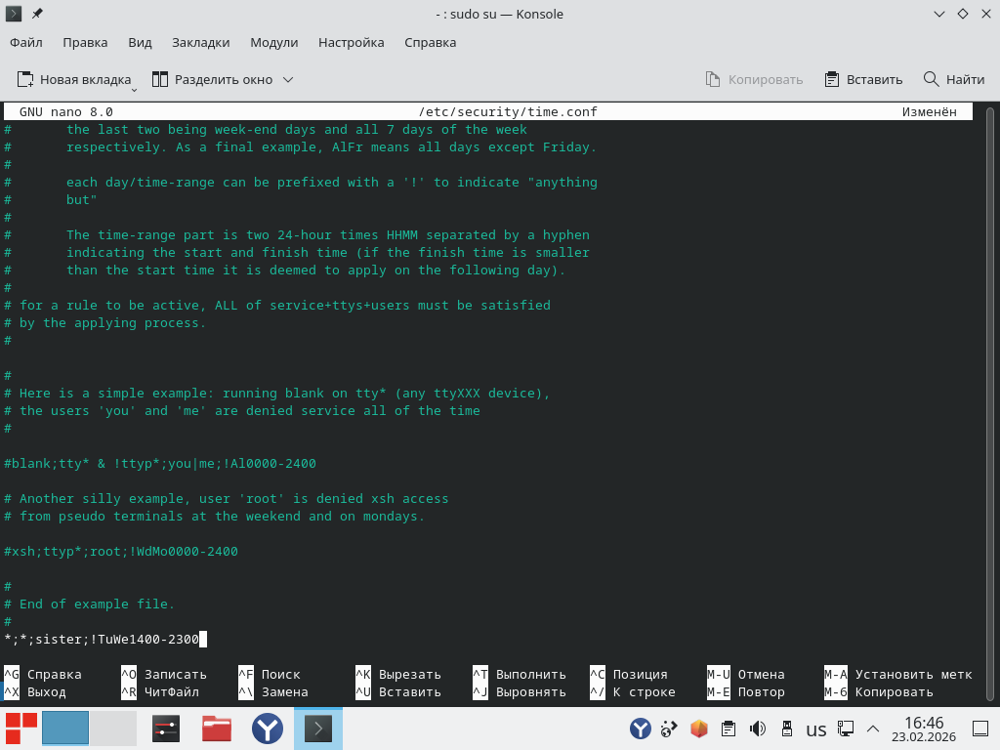 - : sudo su — Konsole
Файл Правка Вид Закладки Модули Настройка Справка
Новая вкладка Разделить окно Копировать Вставить Найти
GNU nano 8.0 /etc/security/time.conf Изменён
#       the last two being week-end days and all 7 days of the week
#       respectively. As a final example, AlFr means all days except Friday.
#
#       each day/time-range can be prefixed with a '!' to indicate "anything
#       but"
#
#       The time-range part is two 24-hour times HHMM separated by a hyphen
#       indicating the start and finish time (if the finish time is smaller
#       than the start time it is deemed to apply on the following day).
#
# for a rule to be active, ALL of service+ttys+users must be satisfied
# by the applying process.
#
#
# Here is a simple example: running blank on tty* (any ttyXXX device),
# the users 'you' and 'me' are denied service all of the time
#
#blank;tty* & !ttyp*;you|me;!Al0000-2400
# Another silly example, user 'root' is denied xsh access
# from pseudo terminals at the weekend and on mondays.
#xsh;ttyp*;root;!WdMo0000-2400
#
# End of example file.
#
*;*;sister;!TuWe1400-2300
^G Справка ^O Записать ^F Поиск ^K Вырезать ^T Выполнить ^C Позиция M-U Отмена M-A Установить метк
^X Выход ^R ЧитФайл ^\ Замена ^U Вставить ^J Выровнять ^/ К строке M-E Повтор M-6 Копировать
us 16:46
23.02.2026